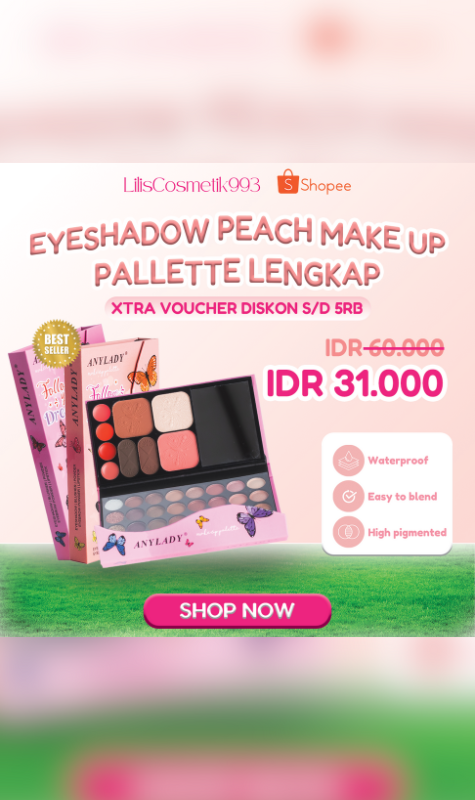 LilisCosmetik993
S Shopee
EYESHADOW PEACH MAKE UP
PALLETTE LENGKAP
XTRA VOUCHER DISKON S/D 5RB
BEST
SELLER
IDR 60.000
IDR 31.000
ANYLADY
ANYLADY
Follow
Waterproof
Easy to blend
High pigmented
ANYLADY
SHOP NOW